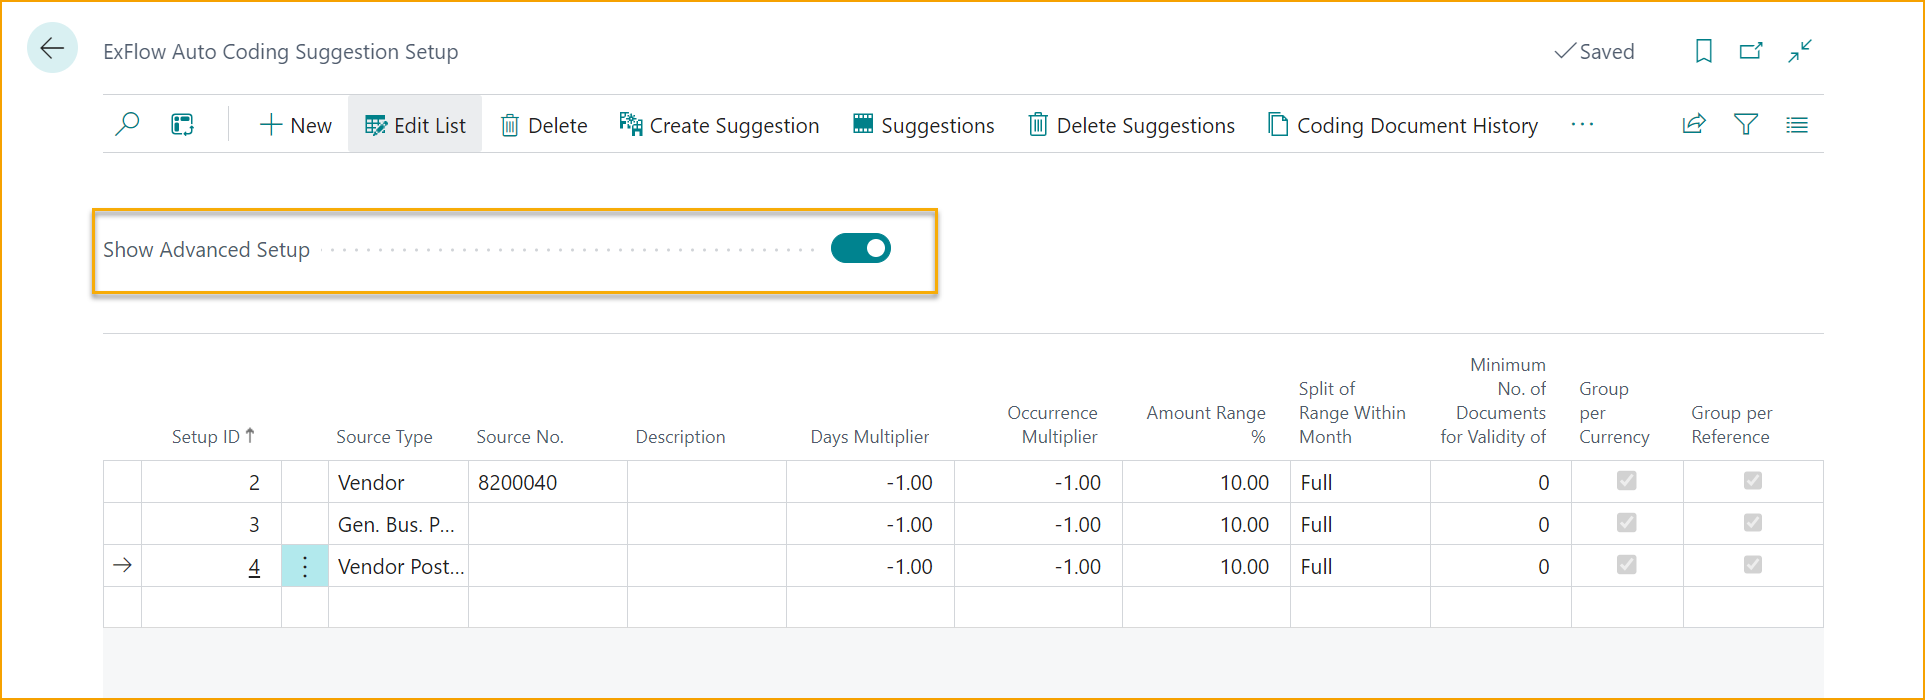 ExFlow Auto Coding Suggestion Setup
Saved
New
Edit List
Delete
Create Suggestion
Suggestions
Delete Suggestions
Coding Document History
Show Advanced Setup
Setup ID Source Type Source No. Description Days Multiplier Occurrence Multiplier Amount Range % Split of Range Within Month Minimum No. of Documents for Validity of Group per Currency Group per Reference
2 Vendor 8200040 -1.00 -1.00 10.00 Full 0
3 Gen. Bus. P... -1.00 -1.00 10.00 Full 0
4 Vendor Post... -1.00 -1.00 10.00 Full 0